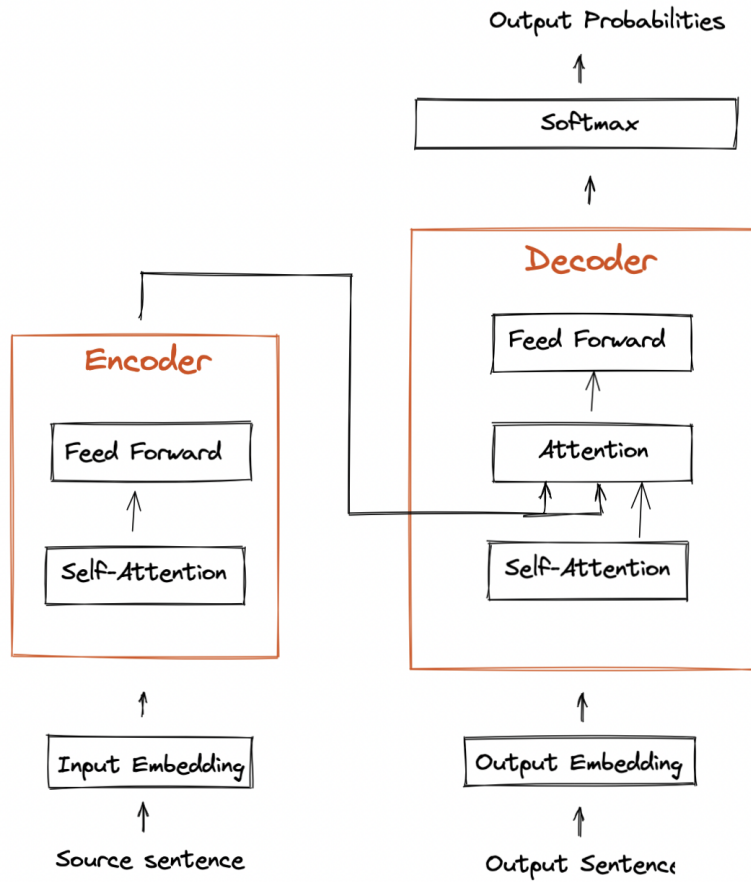 Output Probabilities
Softmax
Decoder
Feed Forward
Attention
Self-Attention
Output Embedding
Output Sentence
Encoder
Feed Forward
Self-Attention
Input Embedding
Source sentence